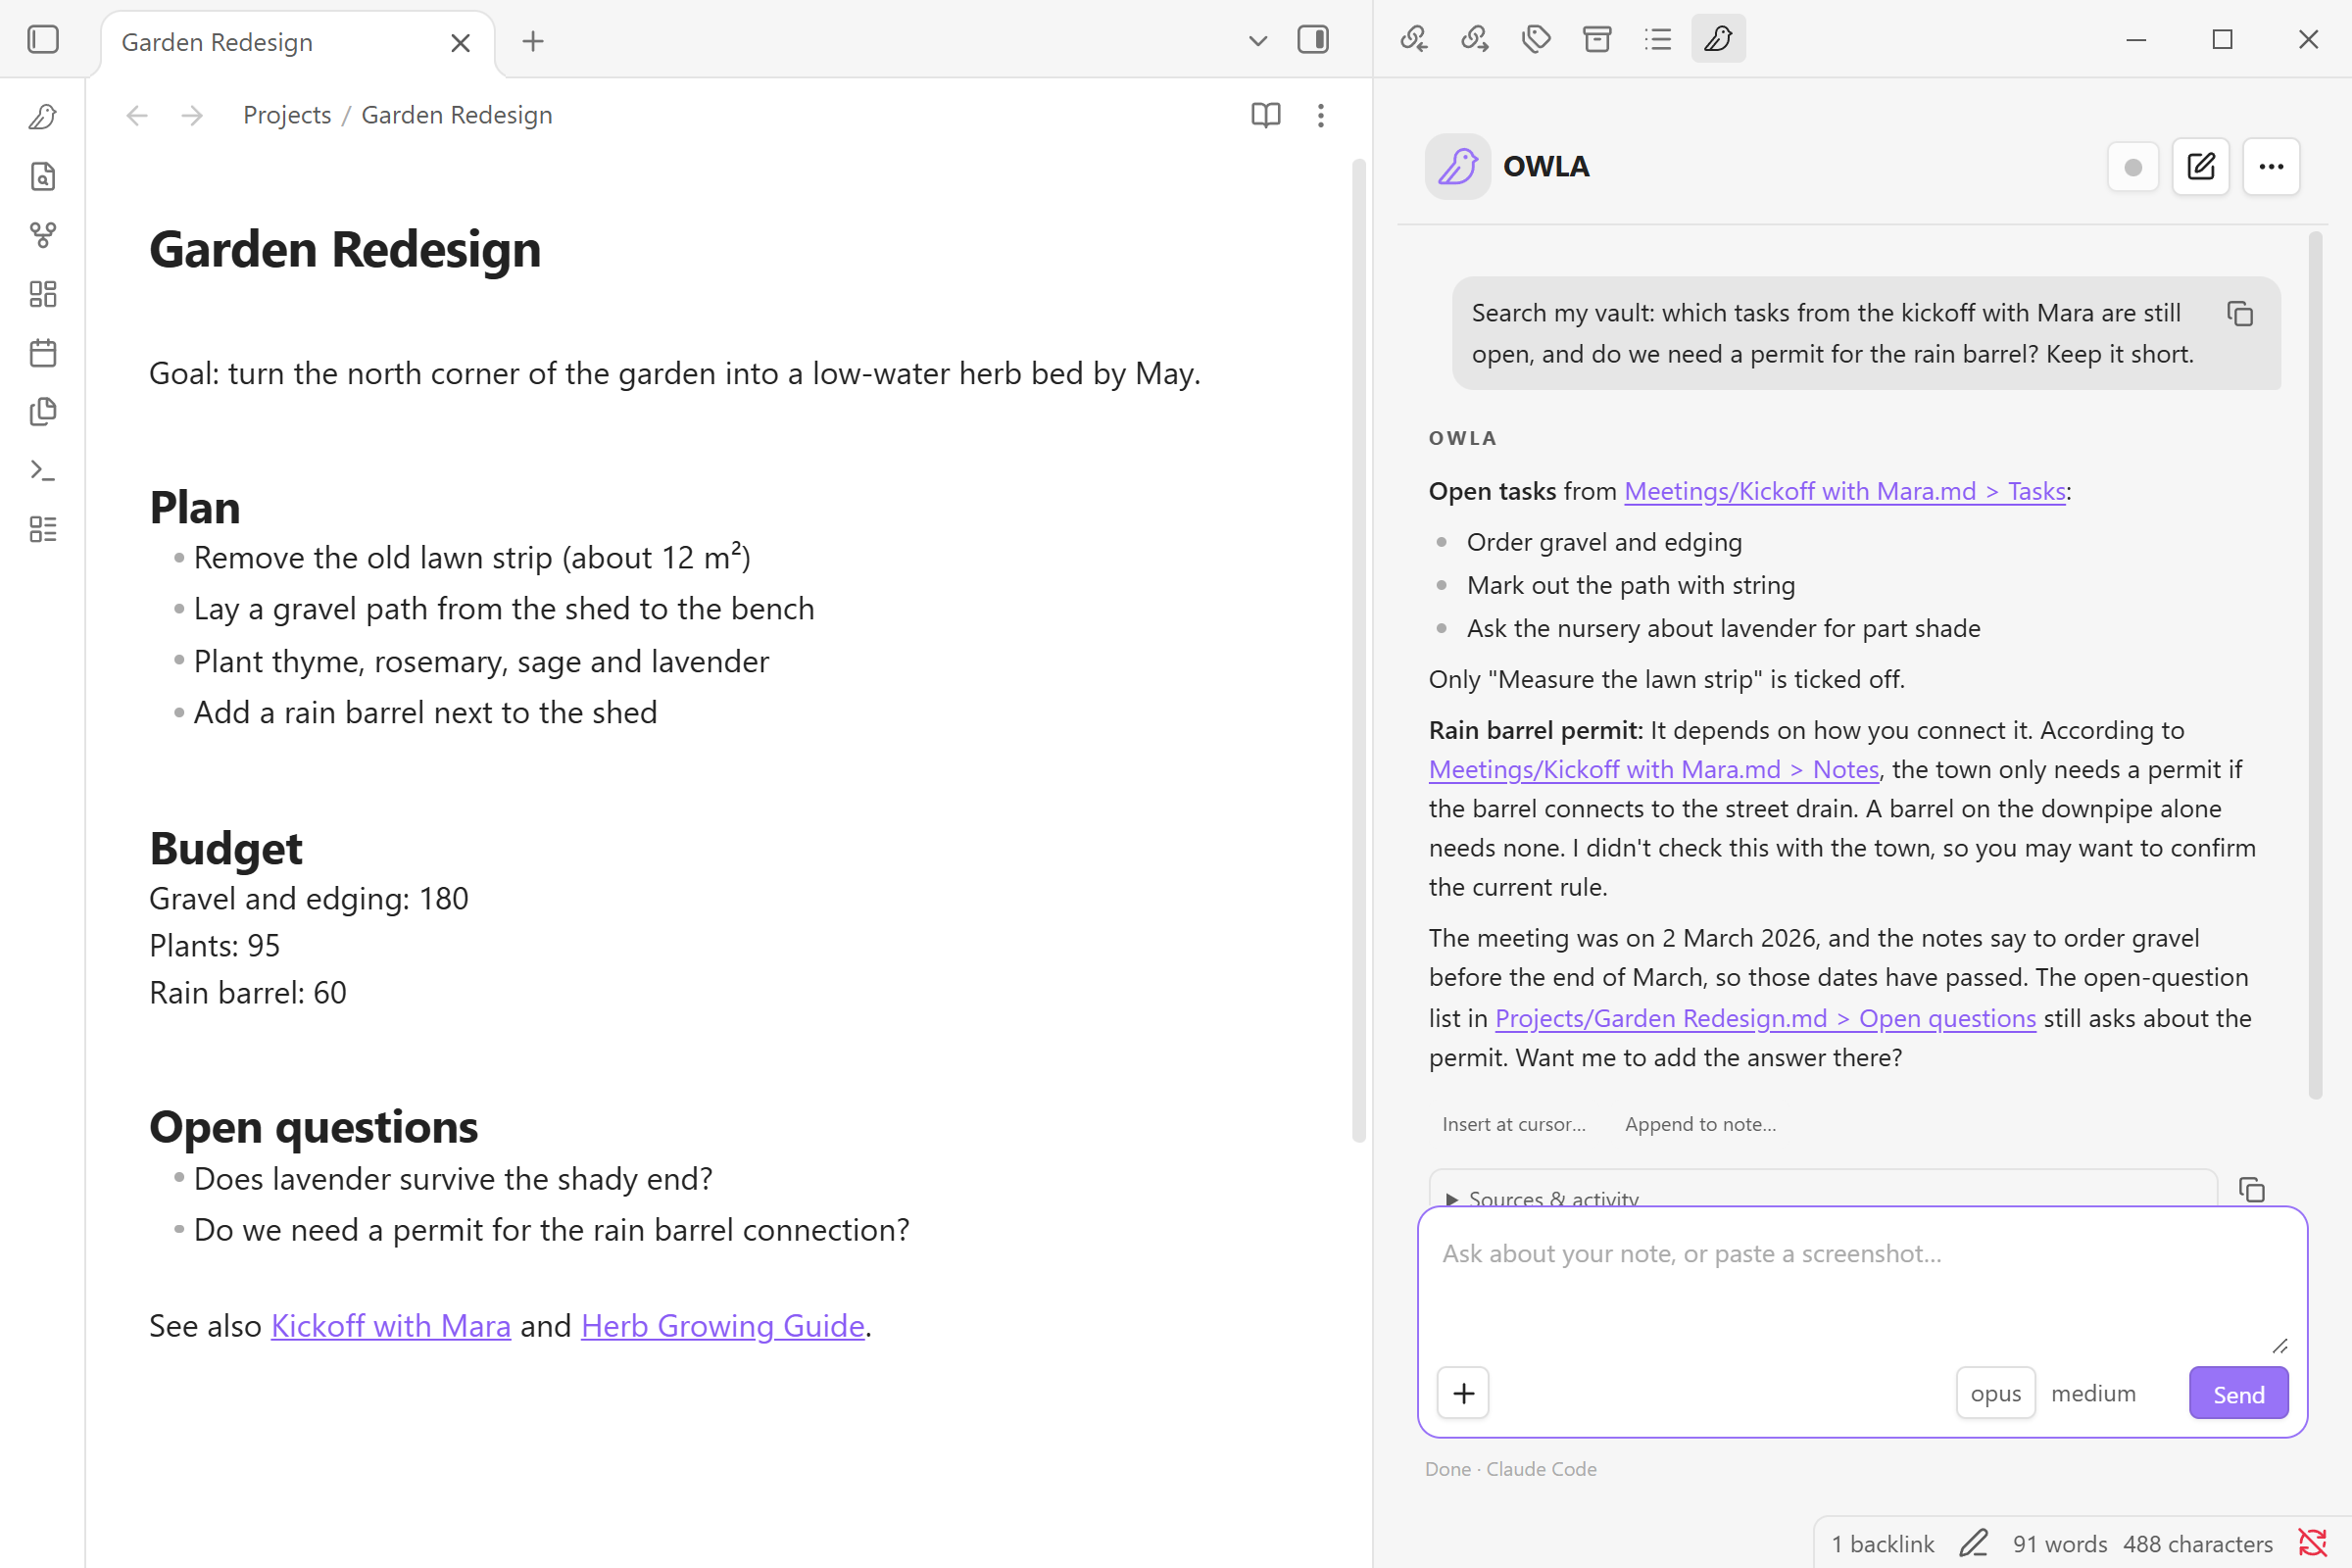 Garden Redesign
Projects / Garden Redesign
Garden Redesign
Goal: turn the north corner of the garden into a low-water herb bed by May.
Plan
Remove the old lawn strip (about 12 m²)
Lay a gravel path from the shed to the bench
Plant thyme, rosemary, sage and lavender
Add a rain barrel next to the shed
Budget
Gravel and edging: 180
Plants: 95
Rain barrel: 60
Open questions
Does lavender survive the shady end?
Do we need a permit for the rain barrel connection?
See also Kickoff with Mara and Herb Growing Guide.
OWLA
Search my vault: which tasks from the kickoff with Mara are still
open, and do we need a permit for the rain barrel? Keep it short.
OWLA
Open tasks from Meetings/Kickoff with Mara.md > Tasks:
Order gravel and edging
Mark out the path with string
Ask the nursery about lavender for part shade
Only "Measure the lawn strip" is ticked off.
Rain barrel permit: It depends on how you connect it. According to
Meetings/Kickoff with Mara.md > Notes, the town only needs a permit if
the barrel connects to the street drain. A barrel on the downpipe alone
needs none. I didn't check this with the town, so you may want to confirm
the current rule.
The meeting was on 2 March 2026, and the notes say to order gravel
before the end of March, so those dates have passed. The open-question
list in Projects/Garden Redesign.md > Open questions still asks about the
permit. Want me to add the answer there?
Insert at cursor... Append to note...
Sources & activity
Ask about your note, or paste a screenshot...
opus medium Send
Done · Claude Code
1 backlink 91 words 488 characters